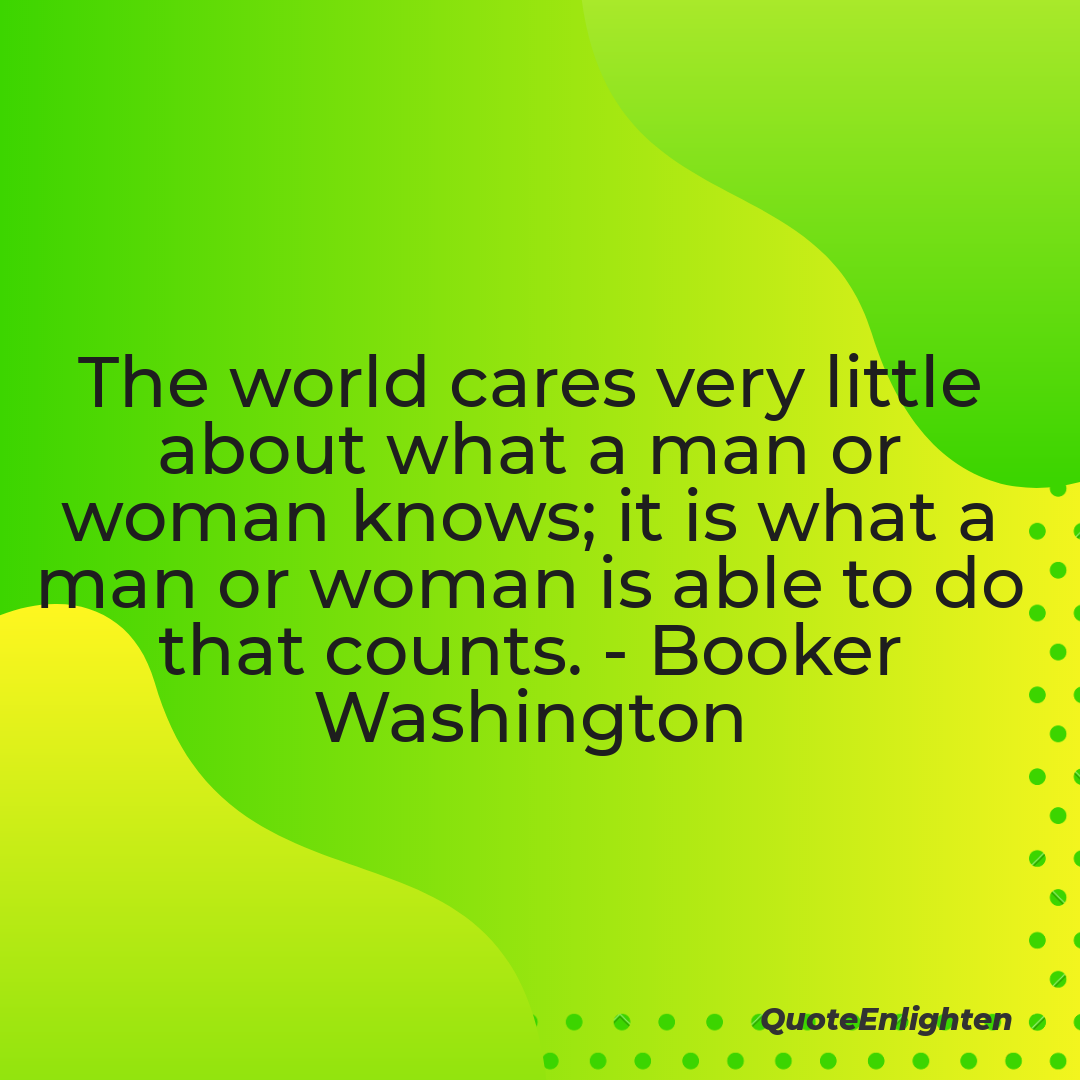 The world cares very little
about what a man or
woman knows; it is what a
man or woman is able to do
that counts. - Booker
Washington
QuoteEnlighten